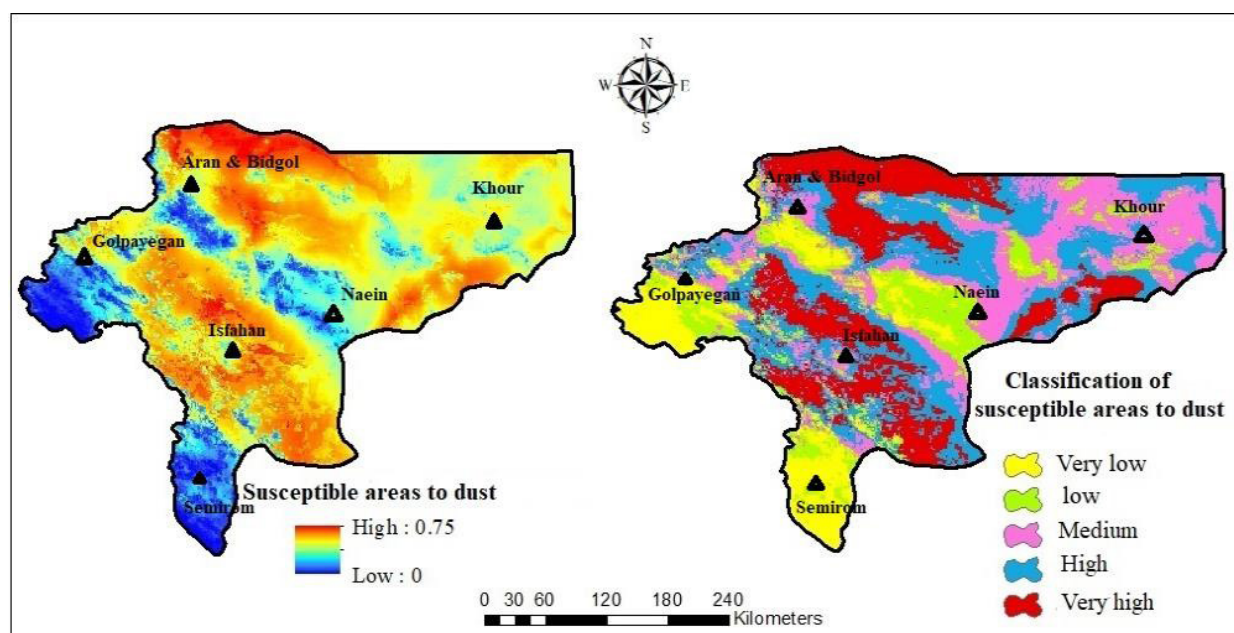 N
W E
S
Aran & Bidgol
Khour
Golpayegan
Naein
Isfahan
Semirom
Susceptible areas to dust
High : 0.75
Low : 0
Aran & Bidgol
Khour
Golpayegan
Naein
Isfahan
Semirom
Classification of
susceptible areas to dust
Very low
low
Medium
High
Very high
0 30 60 120 180 240
Kilometers